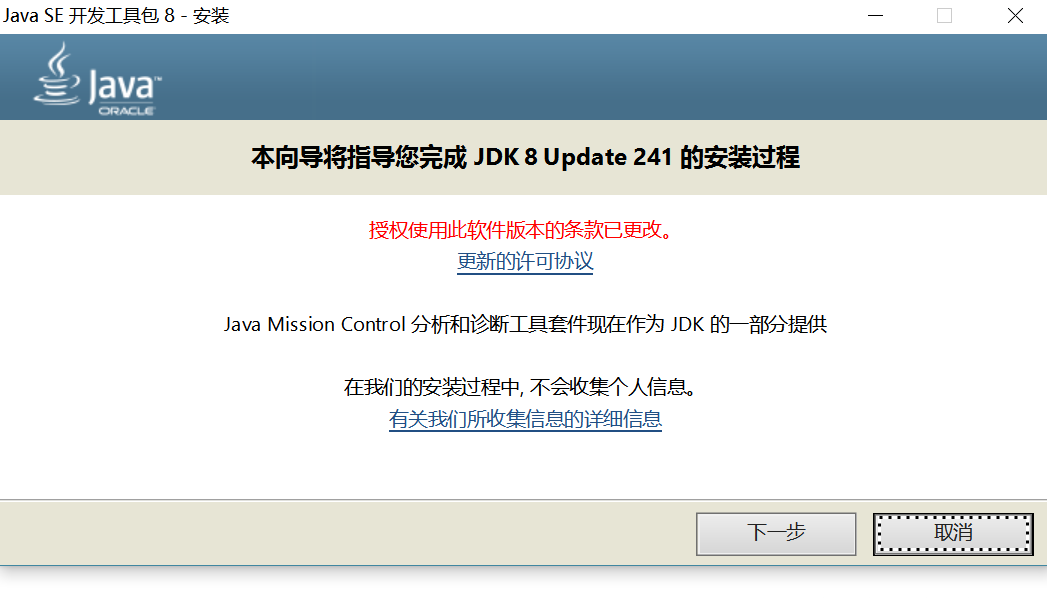 Java SE 开发工具包 8 - 安装
Java™
ORACLE
本向导将指导您完成 JDK 8 Update 241 的安装过程
授权使用此软件版本的条款已更改。
更新的许可协议
Java Mission Control 分析和诊断工具套件现在作为 JDK 的一部分提供
在我们的安装过程中, 不会收集个人信息。
有关我们所收集信息的详细信息
下一步
取消